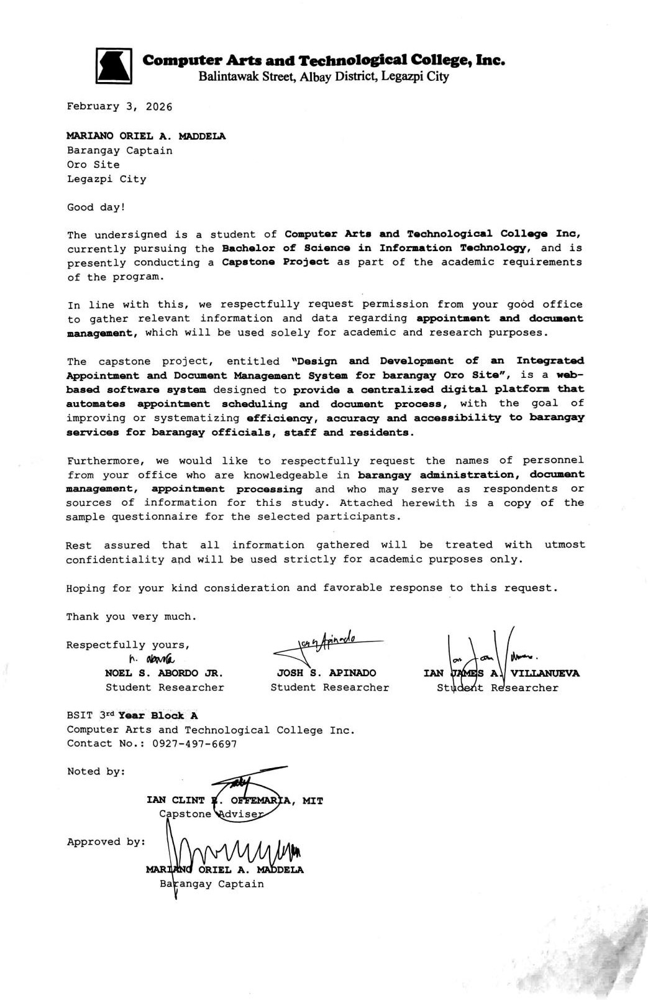 Computer Arts and Technological College, Inc.
Balintawak Street, Albay District, Legazpi City
February 3, 2026
MARIANO ORIEL A. MADDELA
Barangay Captain
Oro Site
Legazpi City
Good day!
The undersigned is a student of Computer Arts and Technological College Inc,
currently pursuing the Bachelor of Science in Information Technology, and is
presently conducting a Capstone Project as part of the academic requirements
of the program.
In line with this, we respectfully request permission from your good office
to gather relevant information and data regarding appointment and document
management, which will be used solely for academic and research purposes.
The capstone project, entitled "Design and Development of an Integrated
Appointment and Document Management System for barangay Oro Site", is a web-
based software system designed to provide a centralized digital platform that
automates appointment scheduling and document process, with the goal of
improving or systematizing efficiency, accuracy and accessibility to barangay
services for barangay officials, staff and residents.
Furthermore, we would like to respectfully request the names of personnel
from your office who are knowledgeable in barangay administration, document
management, appointment processing and who may serve as respondents or
sources of information for this study. Attached herewith is a copy of the
sample questionnaire for the selected participants.
Rest assured that all information gathered will be treated with utmost
confidentiality and will be used strictly for academic purposes only.
Hoping for your kind consideration and favorable response to this request.
Thank you very much.
Respectfully yours,
NOEL S. ABORDO JR. JOSH S. APINADO IAN JAMES A. VILLANUEVA
Student Researcher Student Researcher Student Researcher
BSIT 3rd Year Block A
Computer Arts and Technological College Inc.
Contact No.: 0927-497-6697
Noted by:
IAN CLINT OFFEMARIA, MIT
Capstone Adviser
Approved by:
MARIANO ORIEL A. MADDELA
Barangay Captain